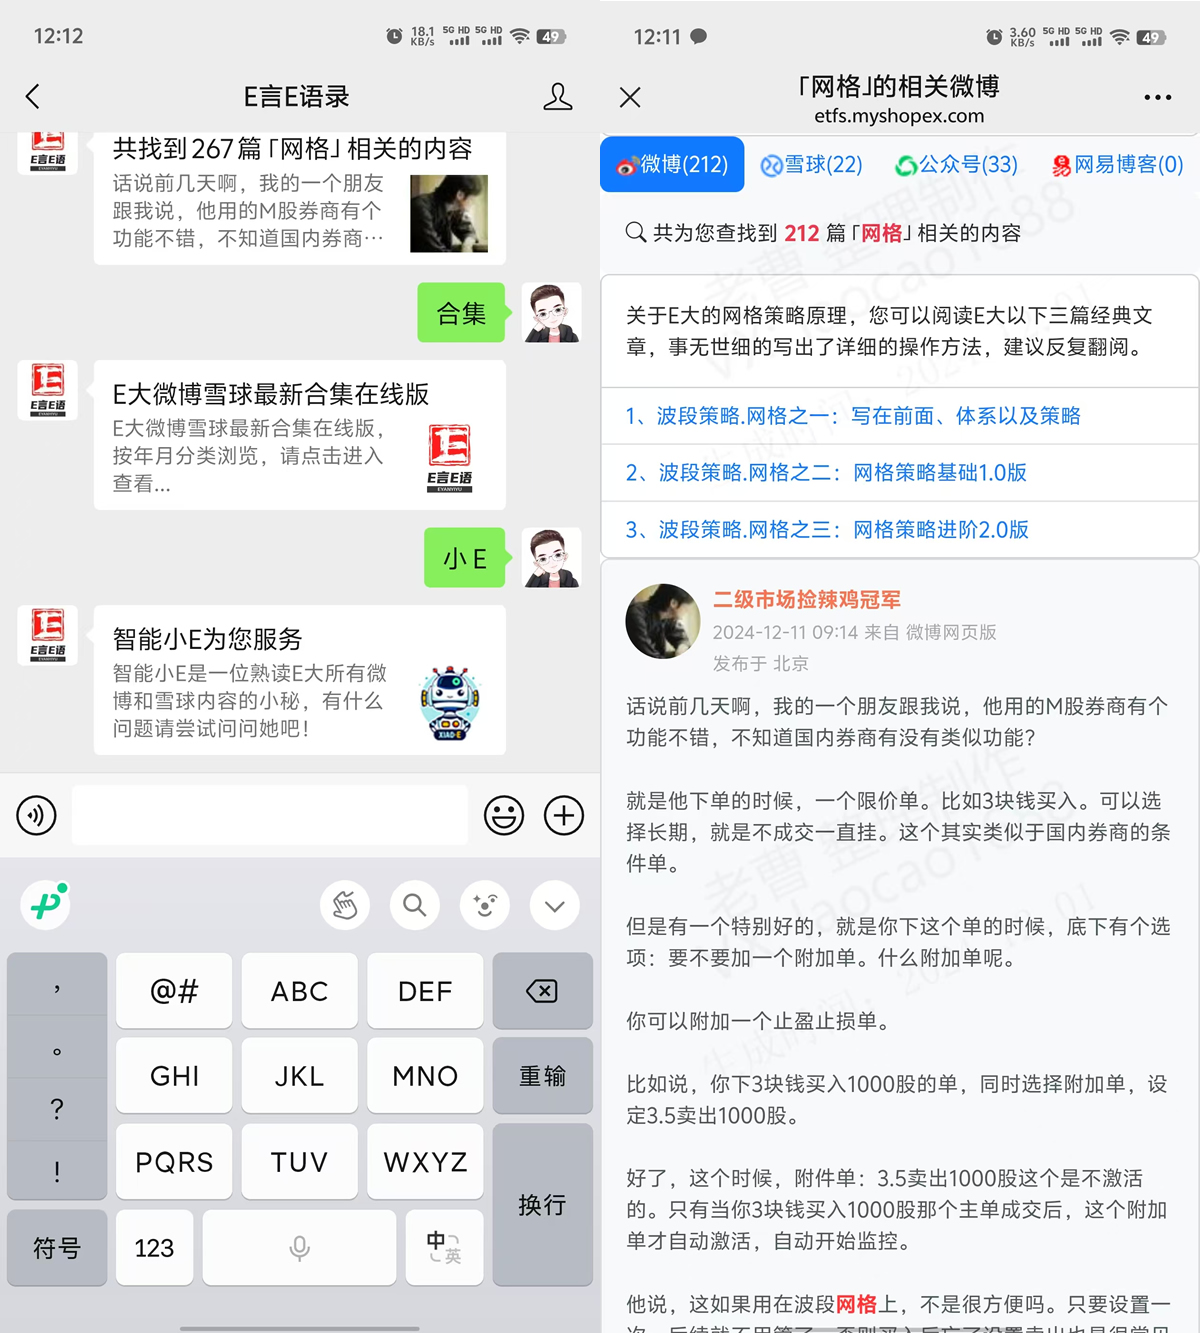 12:12
18.1
KB/s
5G HD
5G HD
49
E言E语录
E言E语
共找到267篇「网格」相关的内容
话说前几天啊，我的一个朋友
跟我说，他用的M股券商有个
功能不错，不知道国内券商…
合集
E言E语
EYANYIYU
E大微博雪球最新合集在线版
E大微博雪球最新合集在线版，
按年月分类浏览，请点击进入
查看...
E言E语
EYANYIYU
小E
E言E语
智能小E为您服务
智能小E是一位熟读E大所有微
博和雪球内容的小秘，有什么
问题请尝试问问她吧！
XIAO-E
，
@#
ABC
DEF
。
GHI
JKL
MNO
重输
?
PQRS
TUV
WXYZ
!
换行
符号
123
中
英
12:11
3.60
KB/s
5G HD
5G HD
49
「网格」的相关微博
etfs.myshopex.com
微博(212)
雪球(22)
公众号(33)
网易博客(0)
共为您查找到 212 篇「网格」相关的内容
关于E大的网格策略原理，您可以阅读E大以下三篇经典文
章，事无世细的写出了详细的操作方法，建议反复翻阅。
1、波段策略.网格之一：写在前面、体系以及策略
2、波段策略.网格之二：网格策略基础1.0版
3、波段策略.网格之三：网格策略进阶2.0版
二级市场捡辣鸡冠军
2024-12-11 09:14 来自 微博网页版
发布于 北京
话说前几天啊，我的一个朋友跟我说，他用的M股券商有个
功能不错，不知道国内券商有没有类似功能？
就是他下单的时候，一个限价单。比如3块钱买入。可以选
择长期，就是不成交一直挂。这个其实类似于国内券商的条
件单。
但是有一个特别好的，就是你下这个单的时候，底下有个选
项：要不要加一个附加单。什么附加单呢。
你可以附加一个止盈止损单。
比如说，你下3块钱买入1000股的单，同时选择附加单，设
定3.5卖出1000股。
好了，这个时候，附件单：3.5卖出1000股这个是不激活
的。只有当你3块钱买入1000股那个主单成交后，这个附加
单才自动激活，自动开始监控。
他说，这如果用在波段网格上，不是很方便吗。只要设置一
老曹 整理制作
老曹 整理制作